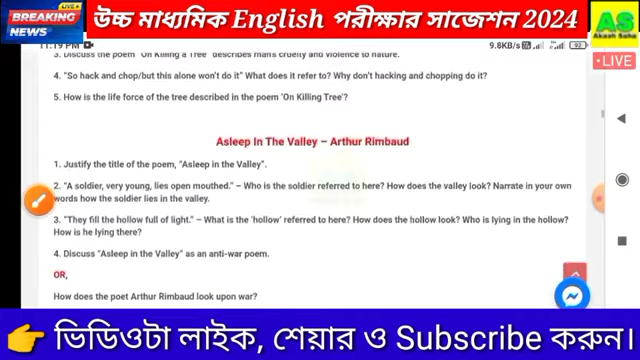 LIVE
BREAKING
NEWS
উচ্চ মাধ্যমিক English পরীক্ষার সাজেশন 2024
AS
Akash Saha
11:19 PM
9.8KB/s
92
LIVE
3. Discuss the poem "On Killing a Tree" describes man's cruelty and violence to nature.
4. "So hack and chop/but this alone won't do it" What does it refer to? Why don't hacking and chopping do it?
5. How is the life force of the tree described in the poem 'On Killing Tree'?
Asleep In The Valley – Arthur Rimbaud
1. Justify the title of the poem, "Asleep in the Valley".
2. "A soldier, very young, lies open mouthed." – Who is the soldier referred to here? How does the valley look? Narrate in your own
words how the soldier lies in the valley.
3. "They fill the hollow full of light." – What is the 'hollow' referred to here? How does the hollow look? Who is lying in the hollow?
How is he lying there?
4. Discuss "Asleep in the Valley" as an anti-war poem.
OR,
How does the poet Arthur Rimbaud look upon war?
ভিডিওটা লাইক, শেয়ার ও Subscribe করুন।